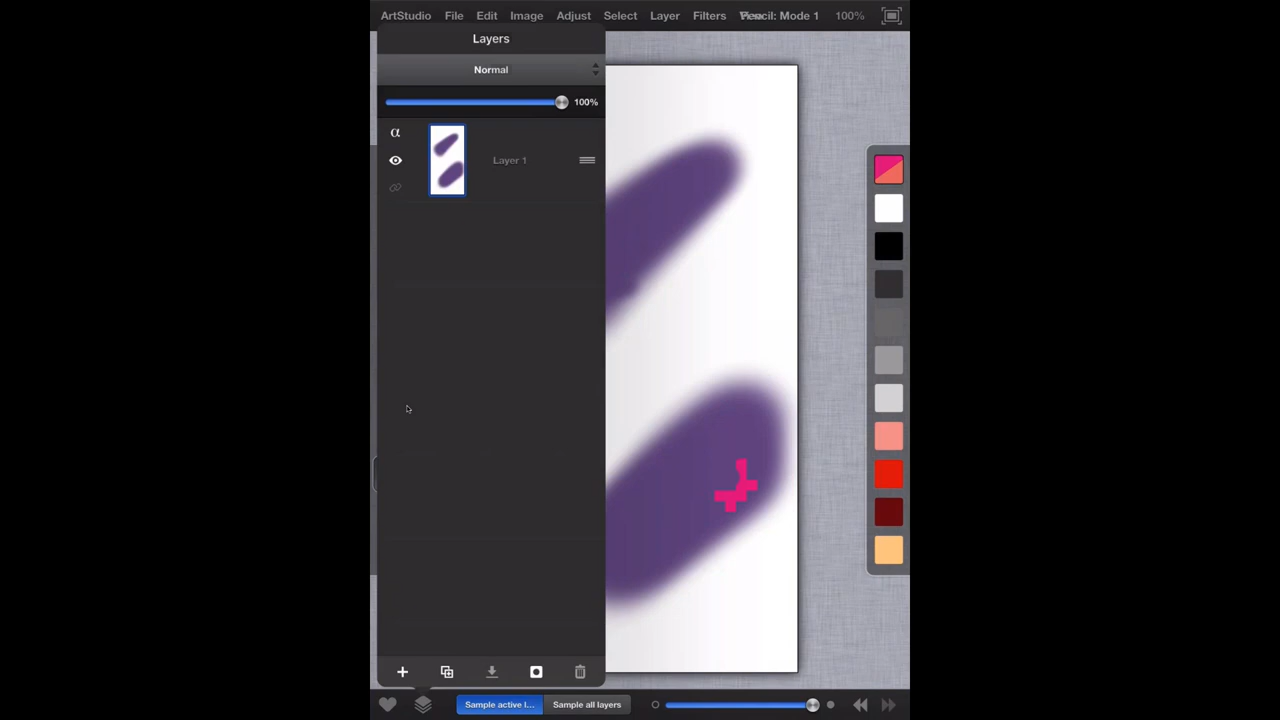 ArtStudio File Edit Image Adjust Select Layer Filters Pencil: Mode 1 100%
Layers
Normal
100%
α
Layer 1
Sample active l... Sample all layers